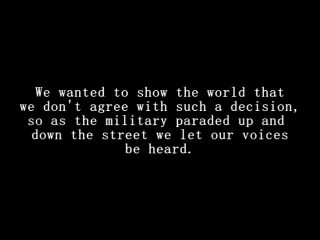 We wanted to show the world that
we don't agree with such a decision,
so as the military paraded up and
down the street we let our voices
be heard.